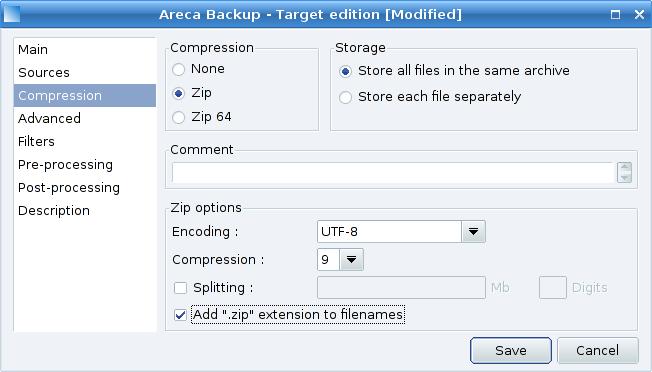 Areca Backup - Target edition [Modified]
Main
Sources
Compression
Advanced
Filters
Pre-processing
Post-processing
Description
Compression
None
Zip
Zip 64
Storage
Store all files in the same archive
Store each file separately
Comment
Zip options
Encoding : UTF-8
Compression : 9
Splitting : Mb Digits
Add ".zip" extension to filenames
Save Cancel